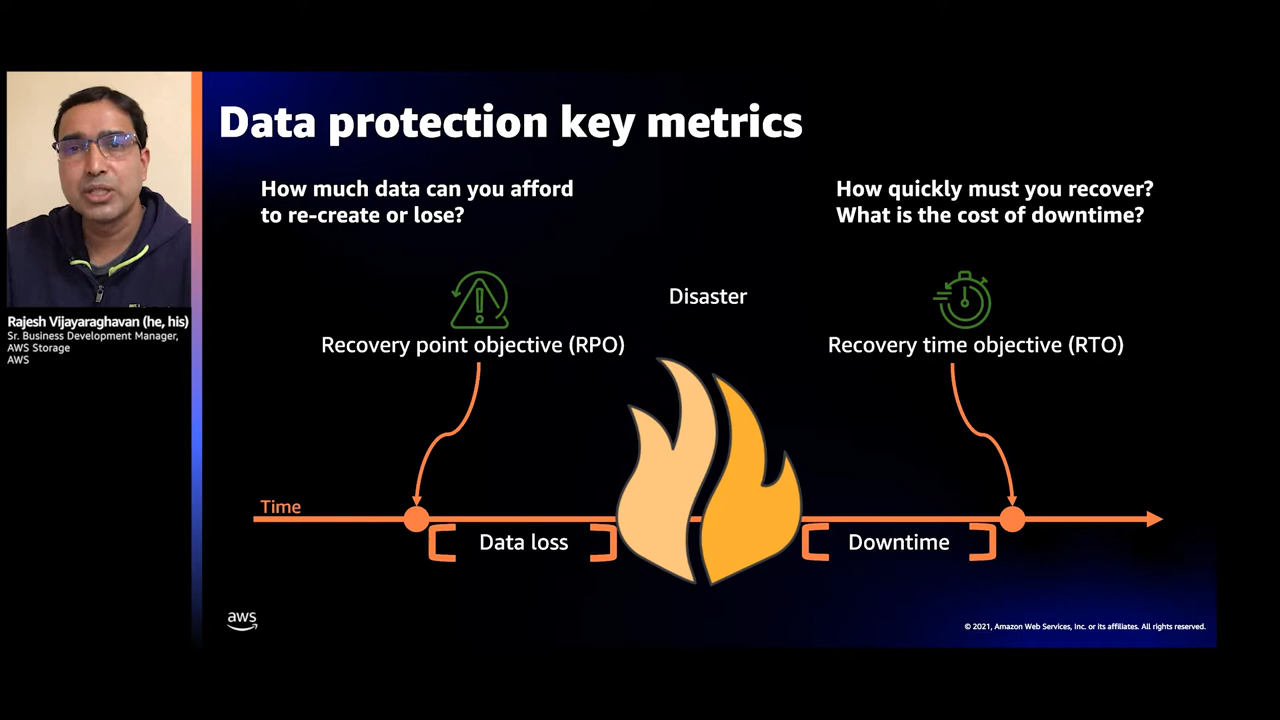 Data protection key metrics
How much data can you afford
to re-create or lose?
How quickly must you recover?
What is the cost of downtime?
Disaster
Recovery point objective (RPO)
Recovery time objective (RTO)
Rajesh Vijayaraghavan (he, his)
Sr. Business Development Manager,
AWS Storage
AWS
Time
Data loss
Downtime
aws
© 2021, Amazon Web Services, Inc. or its affiliates. All rights reserved.